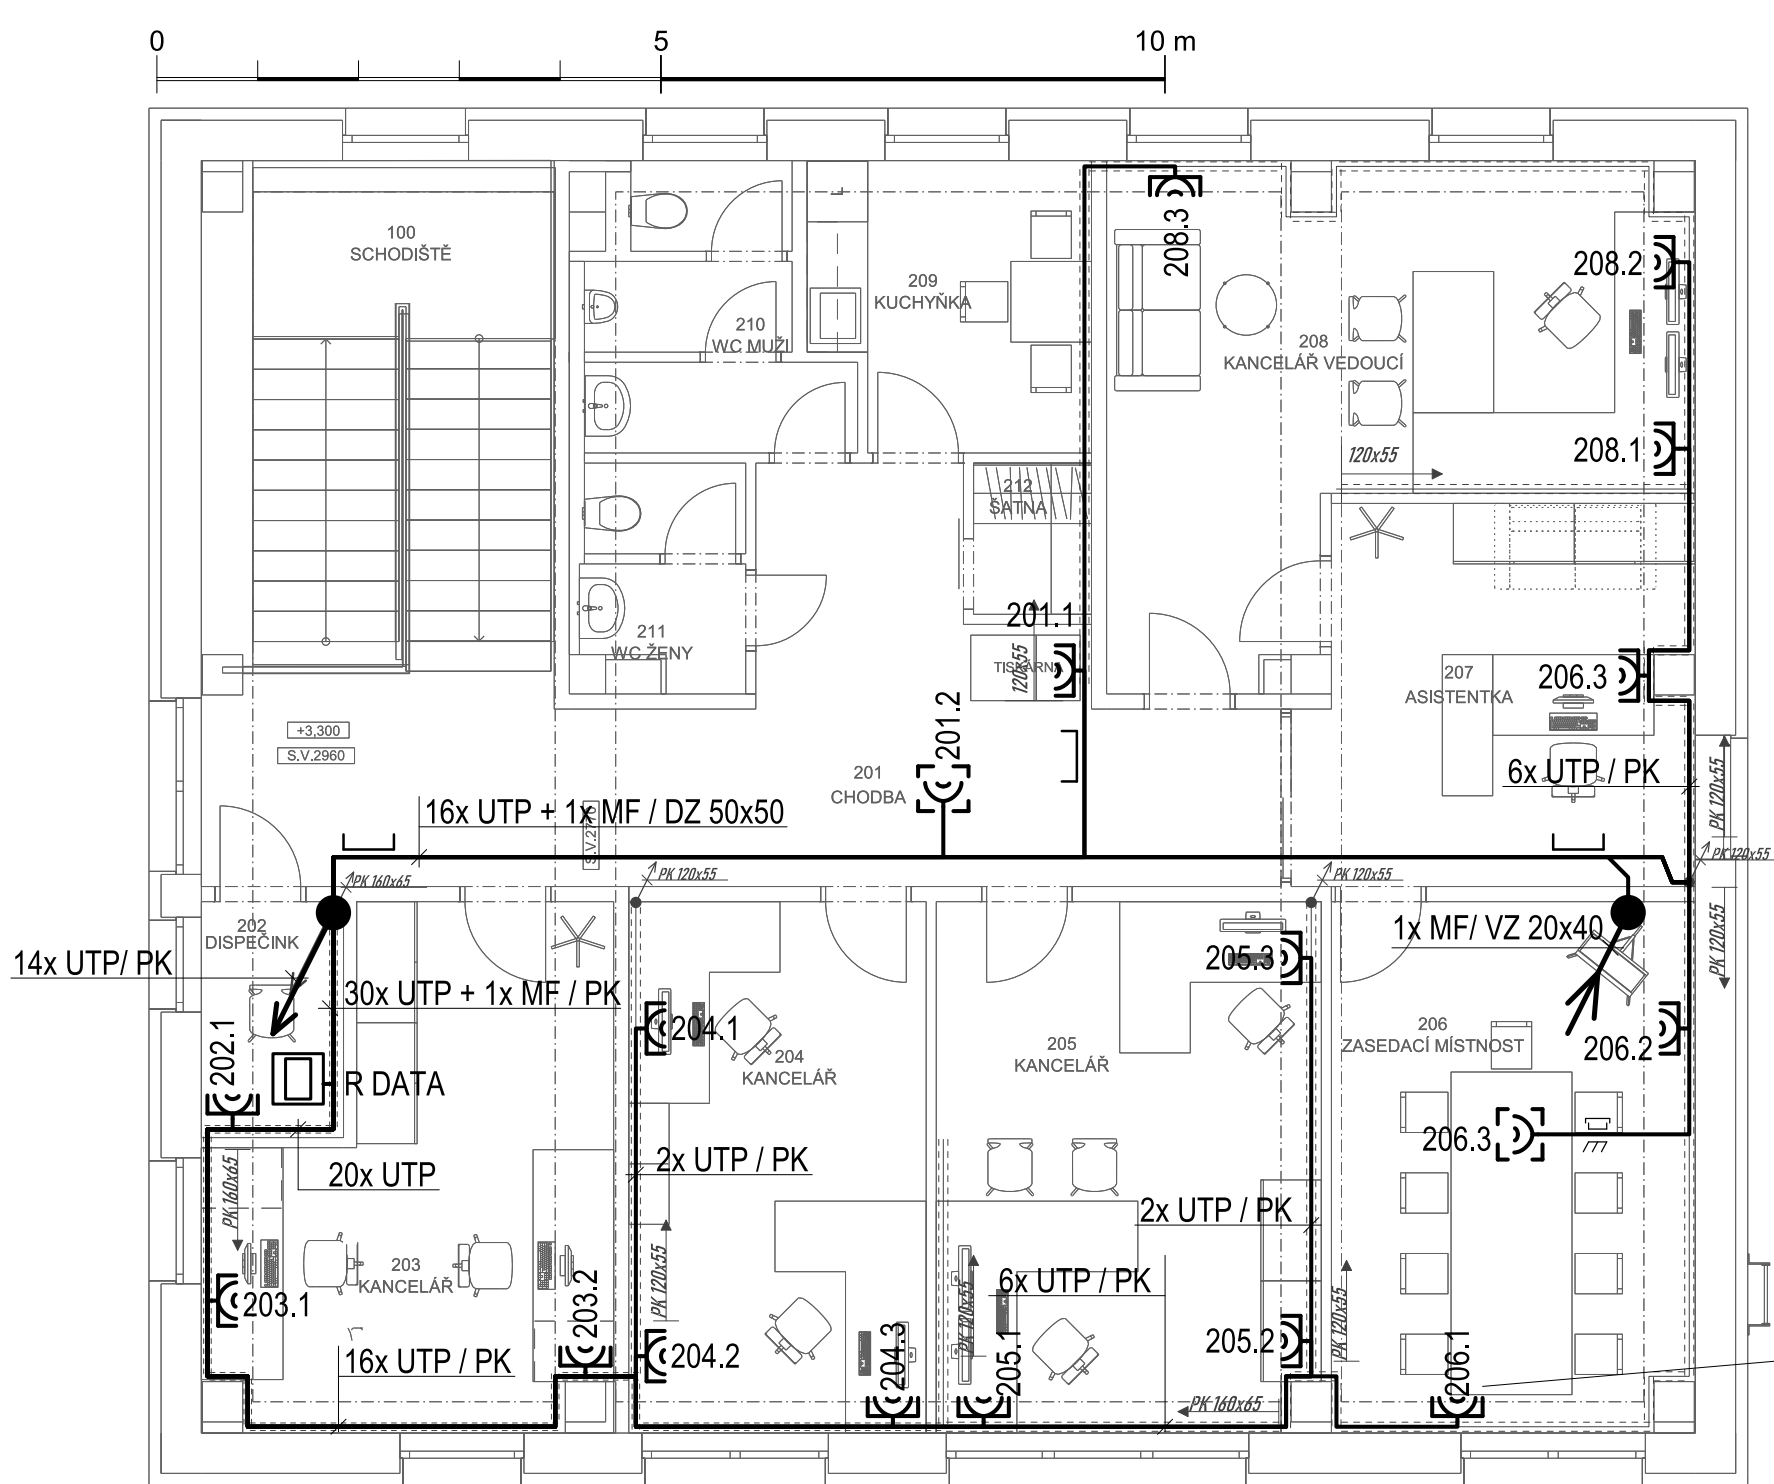 0
5
10 m
100
SCHODIŠTĚ
208.3
208.2
209
KUCHYŇKA
210
WC MUŽI
208
KANCELÁŘ VEDOUCÍ
208.1
120x55
212
ŠATNA
201.1
211
WC ŽENY
TISKÁRNA
120x55
207
ASISTENTKA
206.3
201.2
+3,300
S.V.2960
201
CHODBA
6x UTP / PK
PK 120x55
16x UTP + 1x MF / DZ 50x50
S.V.2770
PK 160x65
PK 120x55
PK 120x55
PK 120x55
202
DISPEČINK
14x UTP/ PK
30x UTP + 1x MF / PK
1x MF/ VZ 20x40
PK 120x55
205.3
204.1
202.1
R DATA
204
KANCELÁŘ
205
KANCELÁŘ
206
ZASEDACÍ MÍSTNOST
206.2
206.3
20x UTP
2x UTP / PK
2x UTP / PK
PK 160x65
203
KANCELÁŘ
203.1
203.2
PK 120x55
6x UTP / PK
PK 120x55
PK 120x55
16x UTP / PK
204.2
204.3
205.1
205.2
206.1
PK 160x65